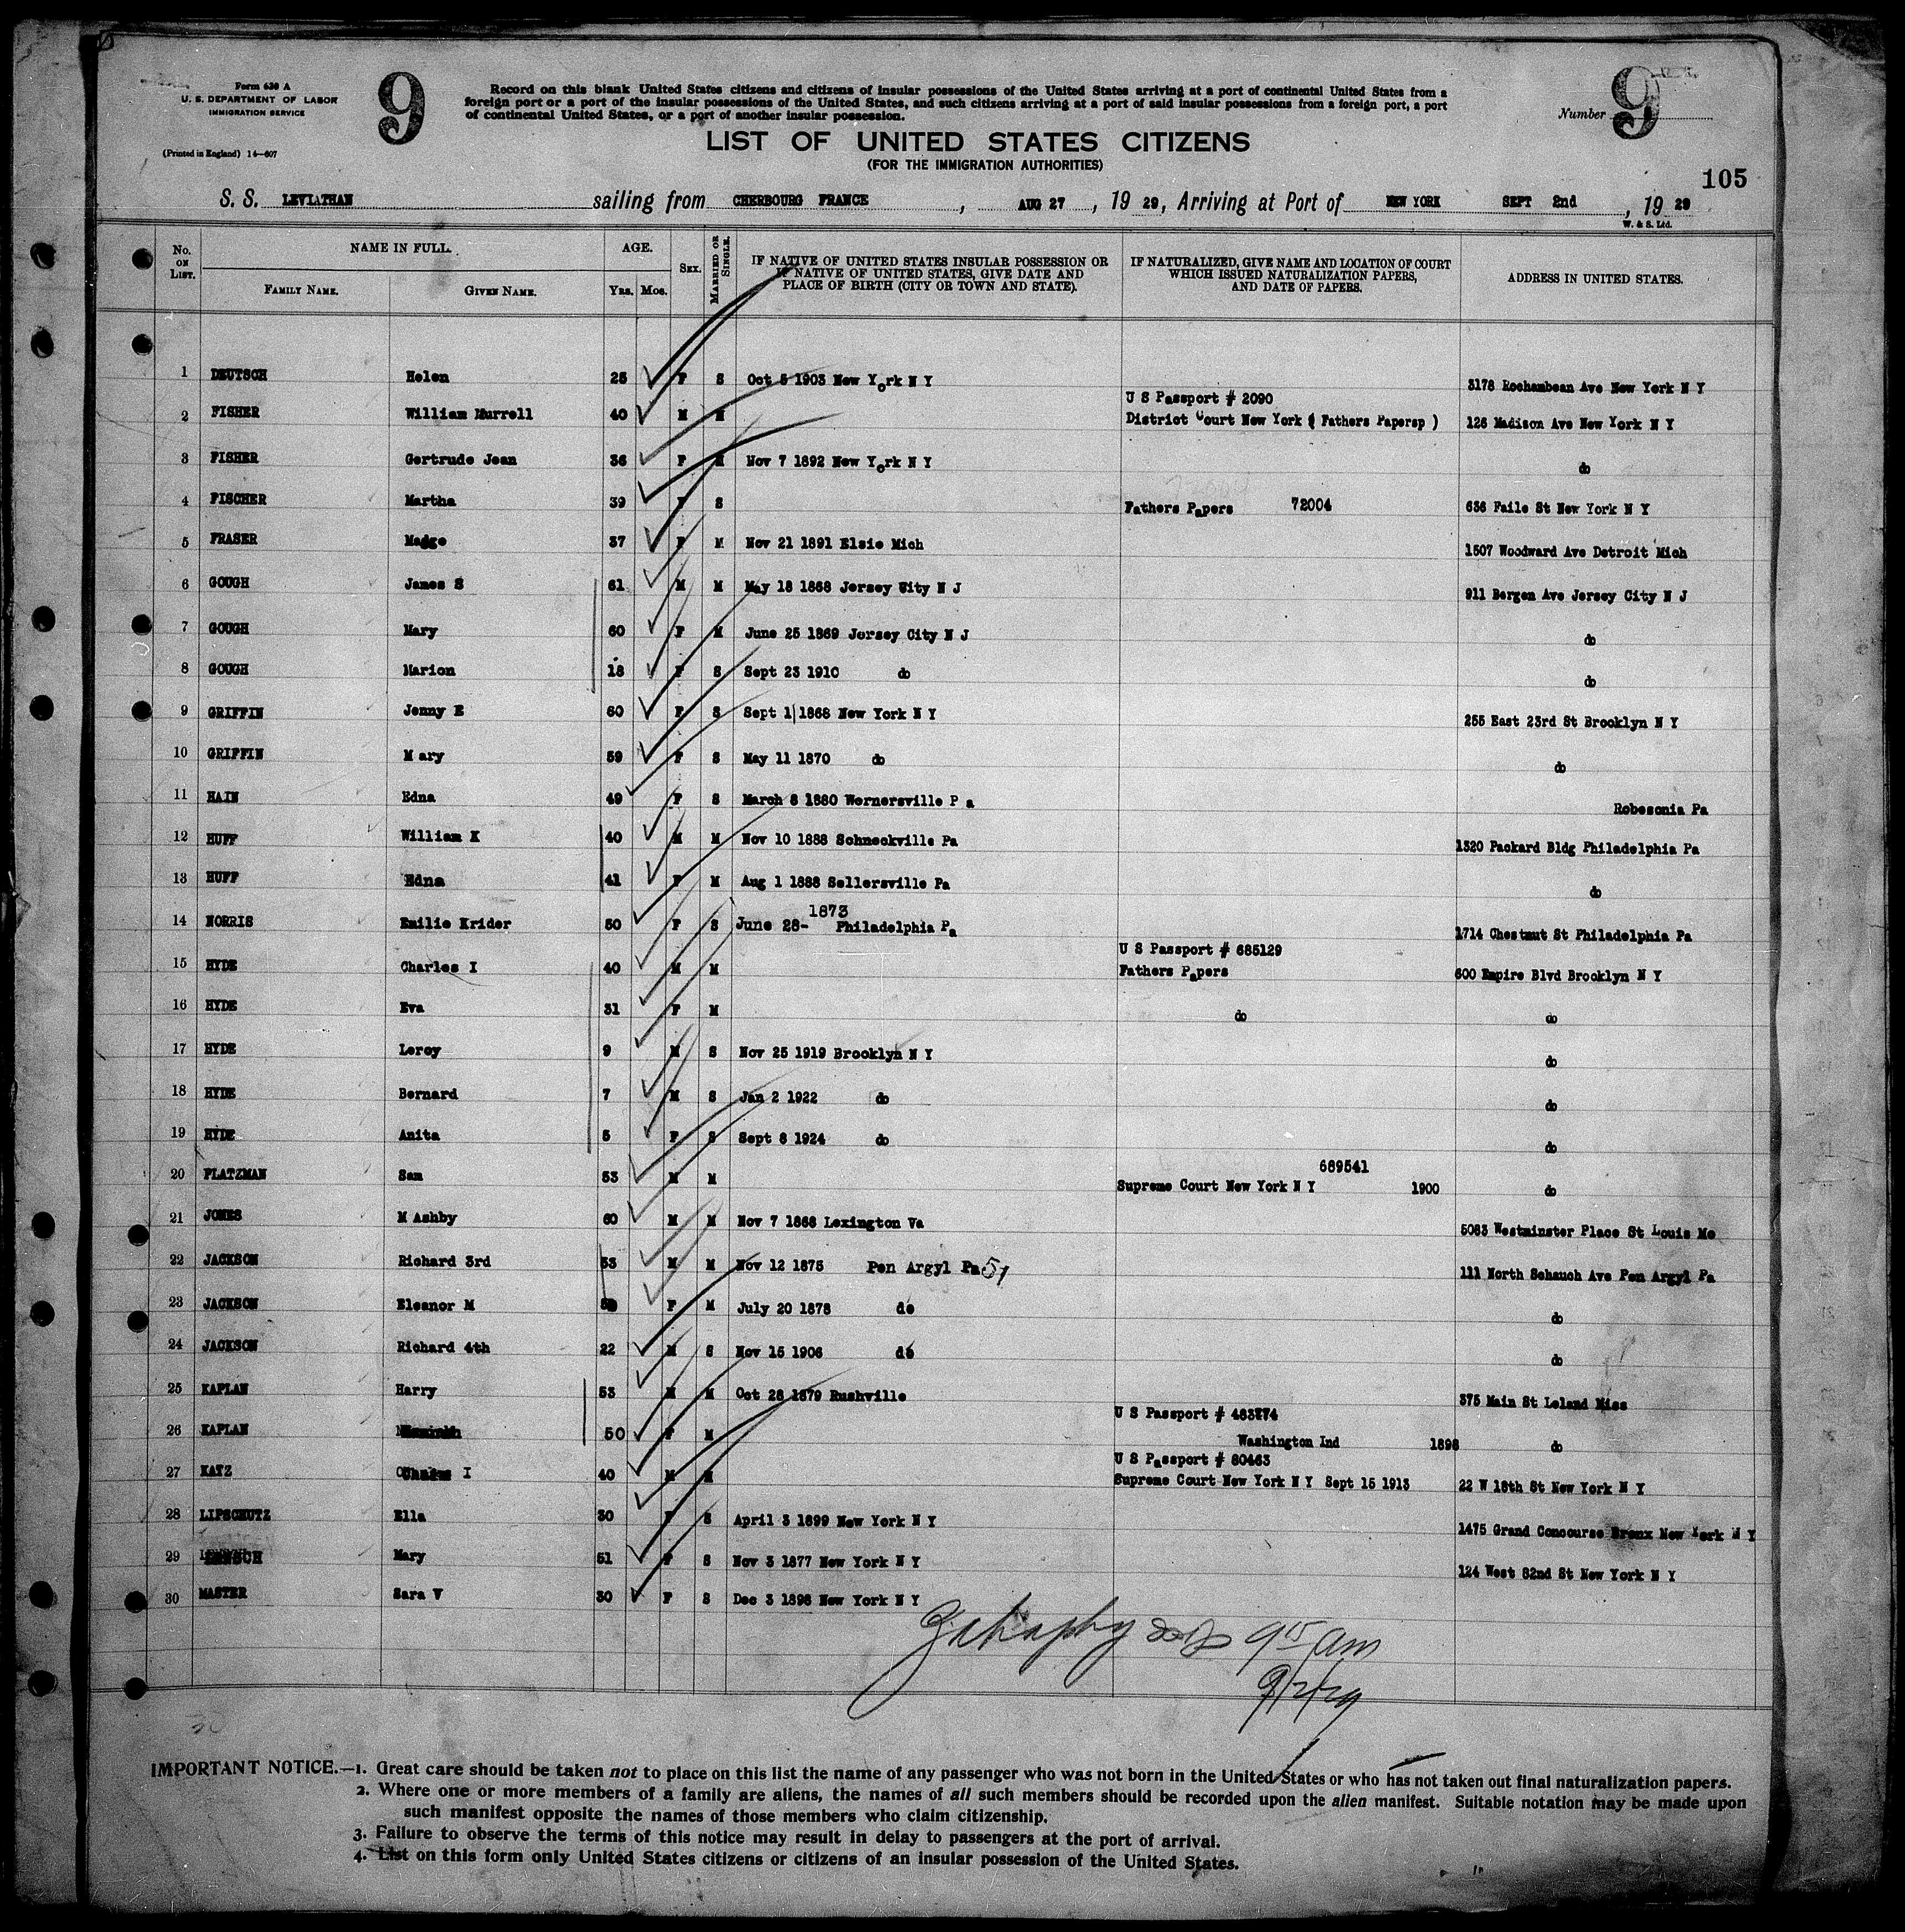 Form 630 A
U. S. DEPARTMENT OF LABOR
IMMIGRATION SERVICE
(Printed in England) 14—607
9
Record on this blank United States citizens and citizens of insular possessions of the United States arriving at a port of continental United States from a
foreign port or a port of the insular possessions of the United States, and such citizens arriving at a port of said insular possessions from a foreign port, a port
of continental United States, or a port of another insular possession.
Number 9
LIST OF UNITED STATES CITIZENS
(FOR THE IMMIGRATION AUTHORITIES)
105
S. S. LEVIATHAN sailing from CHERBOURG FRANCE, AUG 27, 19 29, Arriving at Port of NEW YORK SEPT 2nd, 19 29
W. & S. Ltd.
No. ON LIST. NAME IN FULL. AGE. SEX. MARRIED OR SINGLE. IF NATIVE OF UNITED STATES INSULAR POSSESSION OR IF NATIVE OF UNITED STATES, GIVE DATE AND PLACE OF BIRTH (CITY OR TOWN AND STATE). IF NATURALIZED, GIVE NAME AND LOCATION OF COURT WHICH ISSUED NATURALIZATION PAPERS, AND DATE OF PAPERS. ADDRESS IN UNITED STATES.
FAMILY NAME. GIVEN NAME. Yrs. Mos.
1 DEUTSCH Helen 25 F S Oct 5 1903 New York N Y 3178 Rochambean Ave New York N Y
U S Passport # 2090
2 FISHER William Murrell 40 M M District Court New York ( Fathers Papersp ) 126 Madison Ave New York N Y
3 FISHER Gertrude Jean 36 F M Nov 7 1892 New York N Y do
4 FISCHER Martha 39 F S Fathers Papers 72004 636 Faile St New York N Y
5 FRASER Madge 37 F M Nov 21 1891 Elsie Mich 1507 Woodward Ave Detroit Mich
6 GOUGH James S 61 M M May 18 1868 Jersey City N J 911 Bergen Ave Jersey City N J
7 GOUGH Mary 60 F M June 25 1869 Jersey City N J do
8 GOUGH Marion 18 F S Sept 23 1910 do do
9 GRIFFIN Jenny E 60 F S Sept 1 1868 New York N Y 255 East 23rd St Brooklyn N Y
10 GRIFFIN M ary 59 F S May 11 1870 do do
11 HAIN Edna 49 F S March 8 1880 Wernersville P a Robesonia Pa
12 HUFF William K 40 M M Nov 10 1888 Schneckville Pa 1320 Packard Bldg Philadelphia Pa
13 HUFF Edna 41 F M Aug 1 1888 Sellersville Pa do
14 NORRIS Emilie Krider 50 F S June 28- 1873 Philadelphia Pa 1714 Chestnut St Philadelphia Pa
U S Passport # 685129
15 HYDE Charles I 40 M M Fathers Papers 600 Empire Blvd Brooklyn N Y
16 HYDE Eva 31 F M do do
17 HYDE Leroy 9 M S Nov 25 1919 Brooklyn N Y do
18 HYDE Bernard 7 M S Jan 2 1922 do do
19 HYDE Anita 5 F S Sept 8 1924 do do
689541
20 PLATZMAN Sam 53 M M Supreme Court New York N Y 1900 do
21 JONES M Ashby 60 M M Nov 7 1868 Lexington Va 5083 Westminster Place St Louis Mo
22 JACKSON Richard 3rd 53 M M Nov 12 1875 Pen Argyl Pa 51 111 North Schauch Ave Pen Argyl Pa
23 JACKSON Eleanor M F M July 20 1878 do do
24 JACKSON Richard 4th 22 M S Nov 15 1906 do do
25 KAPLAN Harry 53 M M Oct 28 1879 Rushville 375 Main St Leland Miss
U S Passport # 463774
26 KAPLAN 50 F M Washington Ind 1898 do
U S Passport # 80463
27 KATZ I 40 M M Supreme Court New York N Y Sept 15 1913 22 W 18th St New York N Y
28 LIPSCHUTZ Ella 30 F S April 3 1899 New York N Y 1475 Grand Concourse Bronx New York N Y
29 Mary 51 F S Nov 3 1877 New York N Y 124 West 82nd St New York N Y
30 MASTER Sara V 30 F S Dec 3 1898 New York N Y
9 15 am
9/2/29
30
IMPORTANT NOTICE.—1. Great care should be taken not to place on this list the name of any passenger who was not born in the United States or who has not taken out final naturalization papers.
2. Where one or more members of a family are aliens, the names of all such members should be recorded upon the alien manifest. Suitable notation may be made upon
such manifest opposite the names of those members who claim citizenship.
3. Failure to observe the terms of this notice may result in delay to passengers at the port of arrival.
4. List on this form only United States citizens or citizens of an insular possession of the United States.